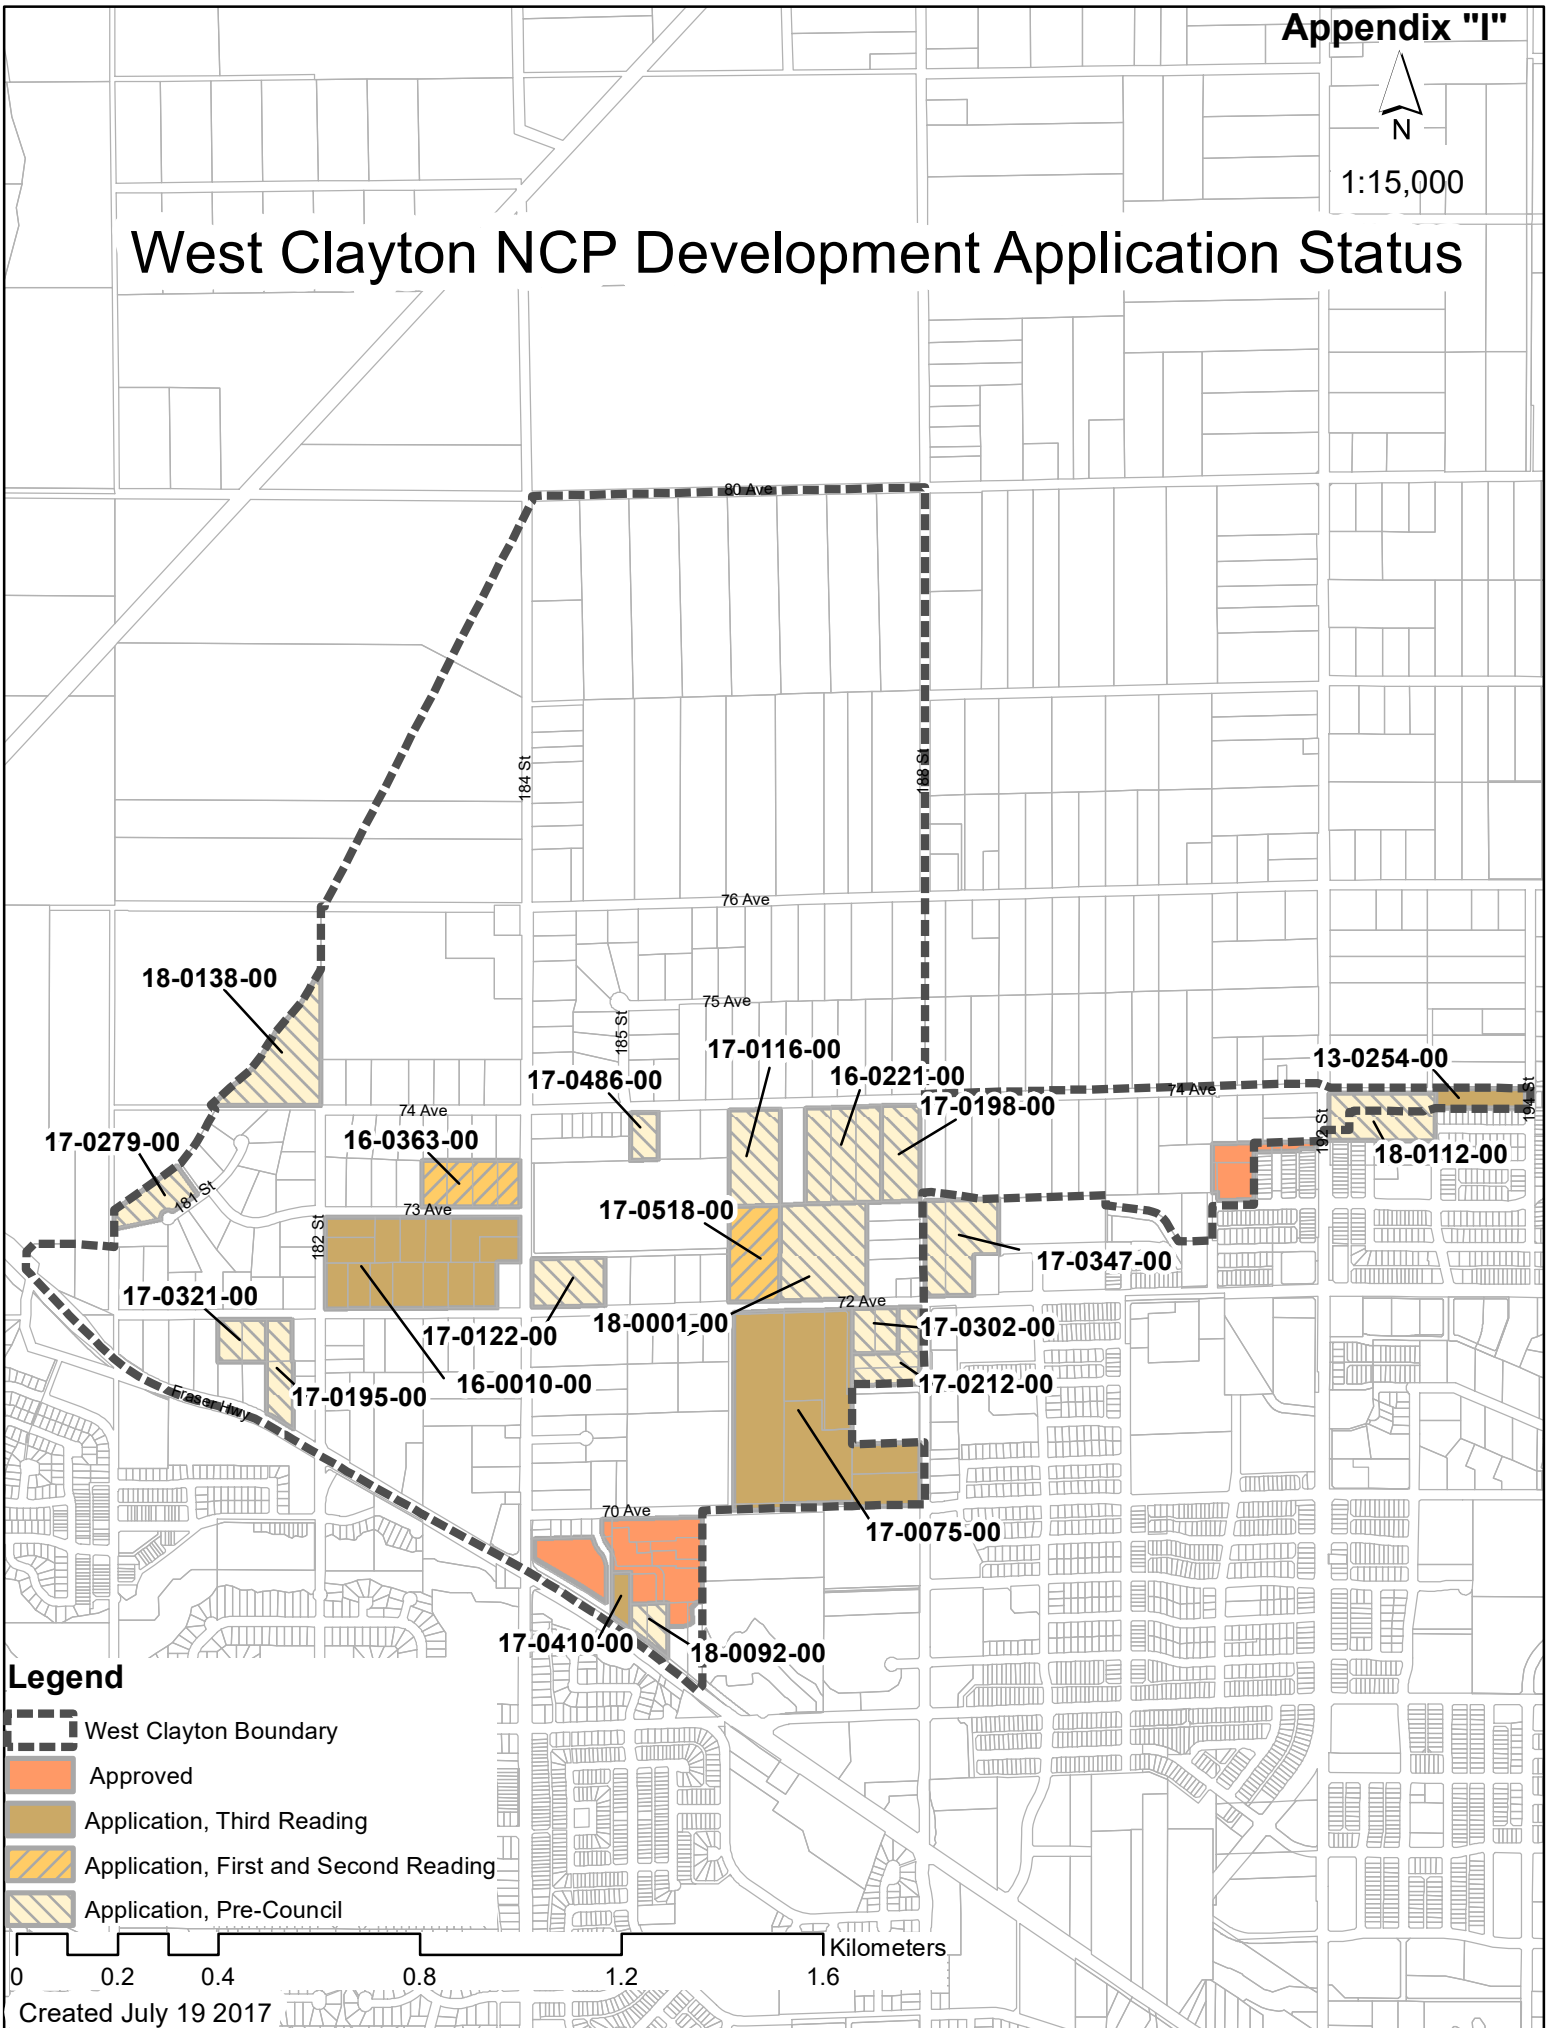 Appendix "I"
N
1:15,000
West Clayton NCP Development Application Status
80 Ave
184 St
188 St
76 Ave
18-0138-00
75 Ave
185 St
17-0116-00
13-0254-00
17-0486-00
16-0221-00
74 Ave
194 St
17-0198-00
74 Ave
192 St
17-0279-00
16-0363-00
18-0112-00
181 St
73 Ave
17-0518-00
182 St
17-0347-00
17-0321-00
72 Ave
17-0122-00
18-0001-00
17-0302-00
16-0010-00
17-0212-00
17-0195-00
Fraser Hwy
70 Ave
17-0075-00
17-0410-00
18-0092-00
Legend
West Clayton Boundary
Approved
Application, Third Reading
Application, First and Second Reading
Application, Pre-Council
Kilometers
0 0.2 0.4 0.8 1.2 1.6
Created July 19 2017